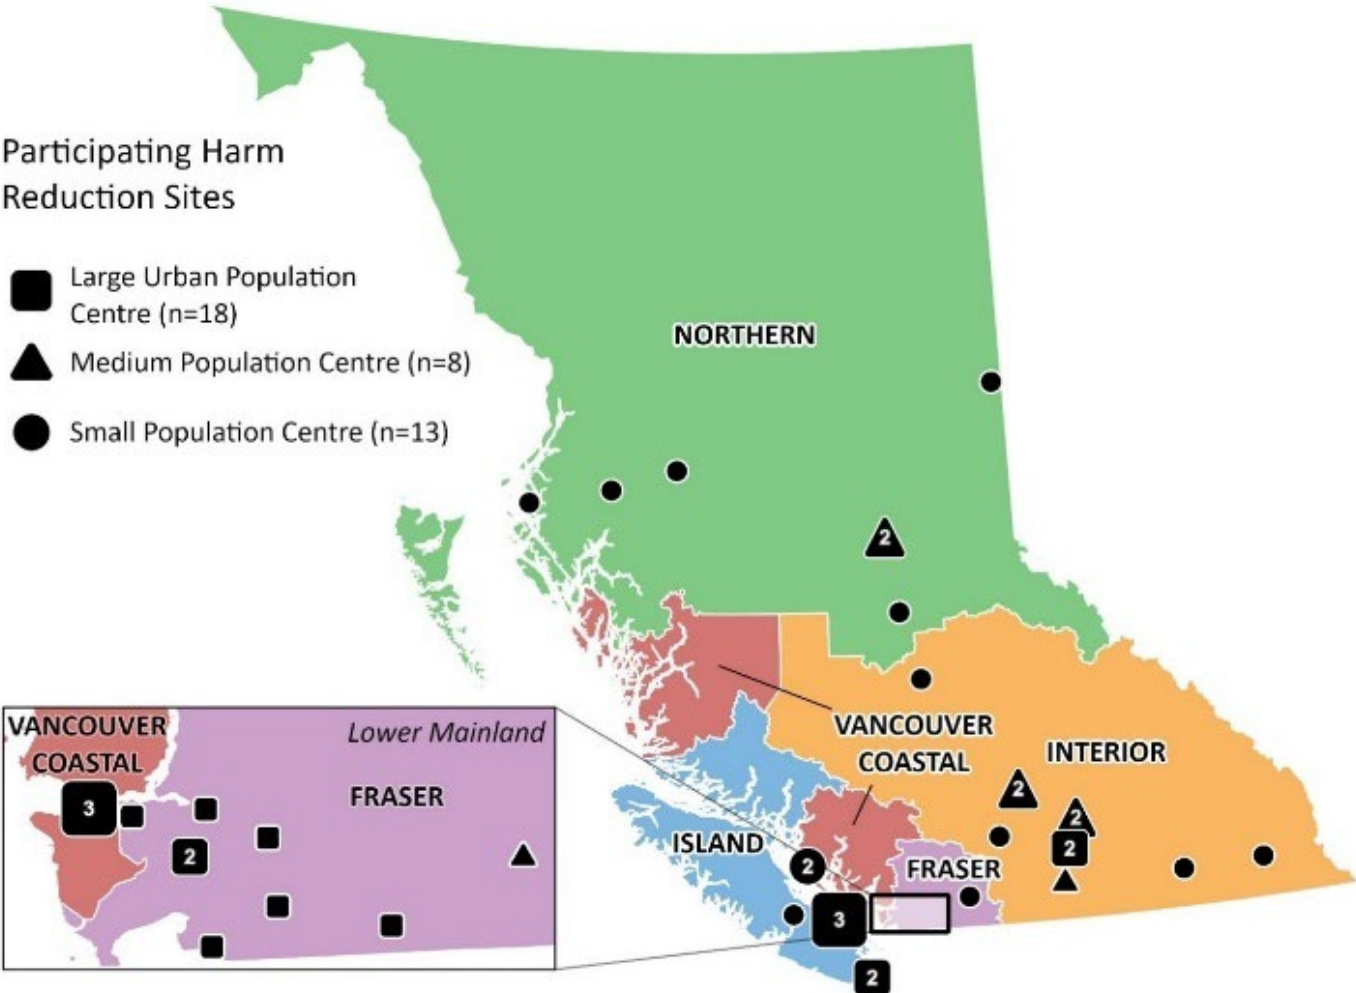 Participating Harm
Reduction Sites
Large Urban Population
Centre (n=18)
Medium Population Centre (n=8)
Small Population Centre (n=13)
NORTHERN
2
VANCOUVER
COASTAL
INTERIOR
2
2
2
ISLAND
2
FRASER
3
2
VANCOUVER
COASTAL
Lower Mainland
FRASER
3
2